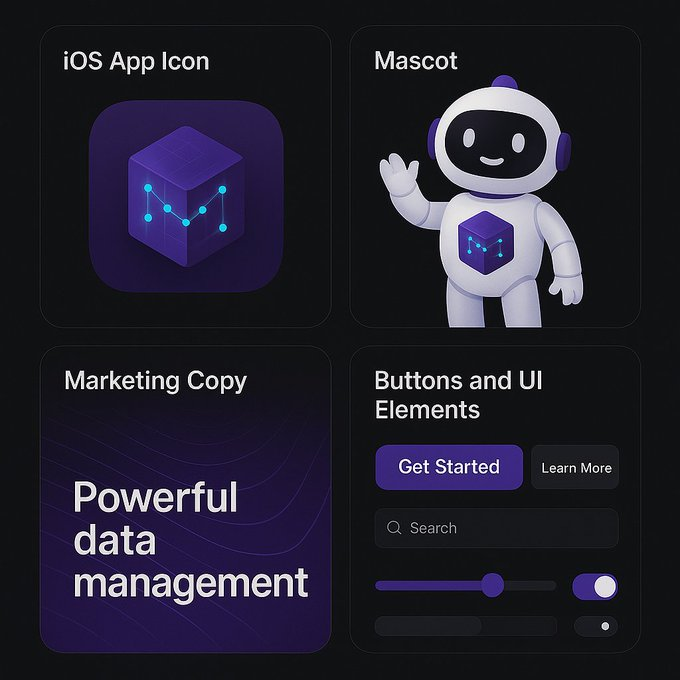 iOS App Icon
Mascot
Marketing Copy
Powerful
data
management
Buttons and UI
Elements
Get Started
Learn More
Search